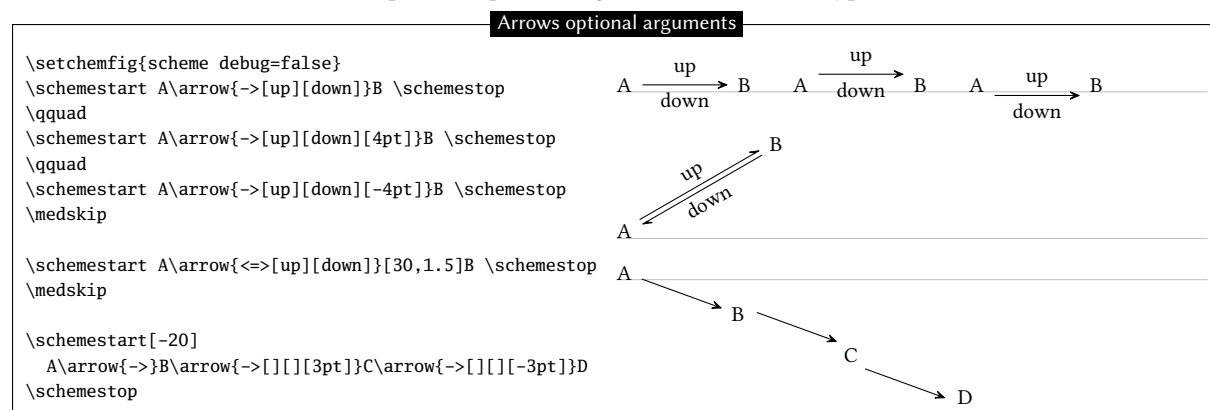 Arrows optional arguments
\setchemfig{scheme debug=false}
\schemestart A\arrow{->[up][down]}B \schemestop
\qquad
\schemestart A\arrow{->[up][down][4pt]}B \schemestop
\qquad
\schemestart A\arrow{->[up][down][-4pt]}B \schemestop
\medskip
\schemestart A\arrow{<=>[up][down]}[30,1.5]B \schemestop
\medskip
\schemestart[-20]
A\arrow{->}B\arrow{->[][][3pt]}C\arrow{->[][][-3pt]}D
\schemestop
up up up
A B A B A B
down down down
B
up
down
A
A
B
C
D